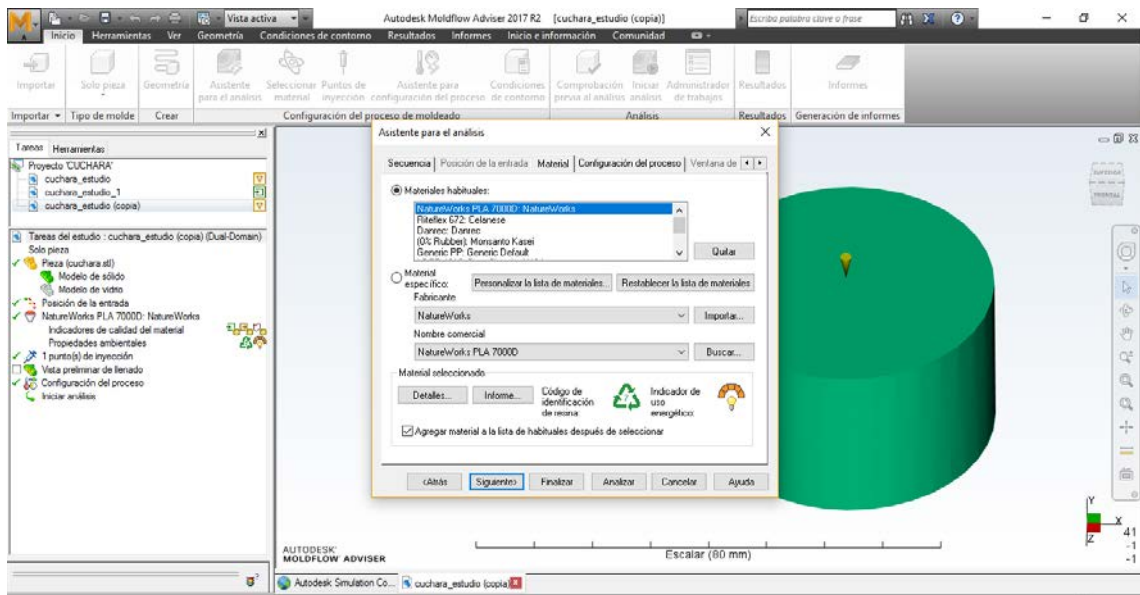 Vista activa
Autodesk Moldflow Adviser 2017 R2 [cuchara_estudio (copia)]
Escriba palabra clave o frase
Inicio Herramientas Ver Geometría Condiciones de contorno Resultados Informes Inicio e información Comunidad
Importar
Solo pieza
Geometría
Asistente
para el análisis
Seleccionar
material
Puntos de
inyección
Asistente para
configuración del proceso
Condiciones
de contorno
Comprobación
previa al análisis
Iniciar
análisis
Administrador
de trabajos
Resultados
Informes
Importar Tipo de molde Crear Configuración del proceso de moldeado Análisis Resultados Generación de informes
Tareas Herramientas
Proyecto 'CUCHARA'
cuchara_estudio
cuchara_estudio_1
cuchara_estudio (copia)
Tareas del estudio : cuchara_estudio (copia) (Dual-Domain)
Solo pieza
Pieza (cuchara.stl)
Modelo de sólido
Modelo de vidrio
Posición de la entrada
NatureWorks PLA 7000D: NatureWorks
Indicadores de calidad del material
Propiedades ambientales
1 punto(s) de inyección
Vista preliminar de llenado
Configuración del proceso
Iniciar análisis
Asistente para el análisis
Secuencia Posición de la entrada Material Configuración del proceso Ventana de
Materiales habituales:
NatureWorks PLA 7000D: NatureWorks
Riteflex 672: Celanese
Danrec: Danrec
(0% Rubber): Monsanto Kasei
Generic PP: Generic Default
Quitar
Material
específico:
Personalizar la lista de materiales...
Restablecer la lista de materiales
Fabricante
NatureWorks
Importar...
Nombre comercial
NatureWorks PLA 7000D
Buscar...
Material seleccionado
Detalles...
Informe...
Código de
identificación
de resina:
7
Indicador de
uso
energético:
Agregar material a la lista de habituales después de seleccionar
<Atrás Siguiente> Finalizar Analizar Cancelar Ayuda
SUPERIOR
FRONTAL
Y
X
Z
41
-1
-1
AUTODESK'
MOLDFLOW' ADVISER
Escalar (80 mm)
Autodesk Simulation Co... cuchara_estudio (copia)